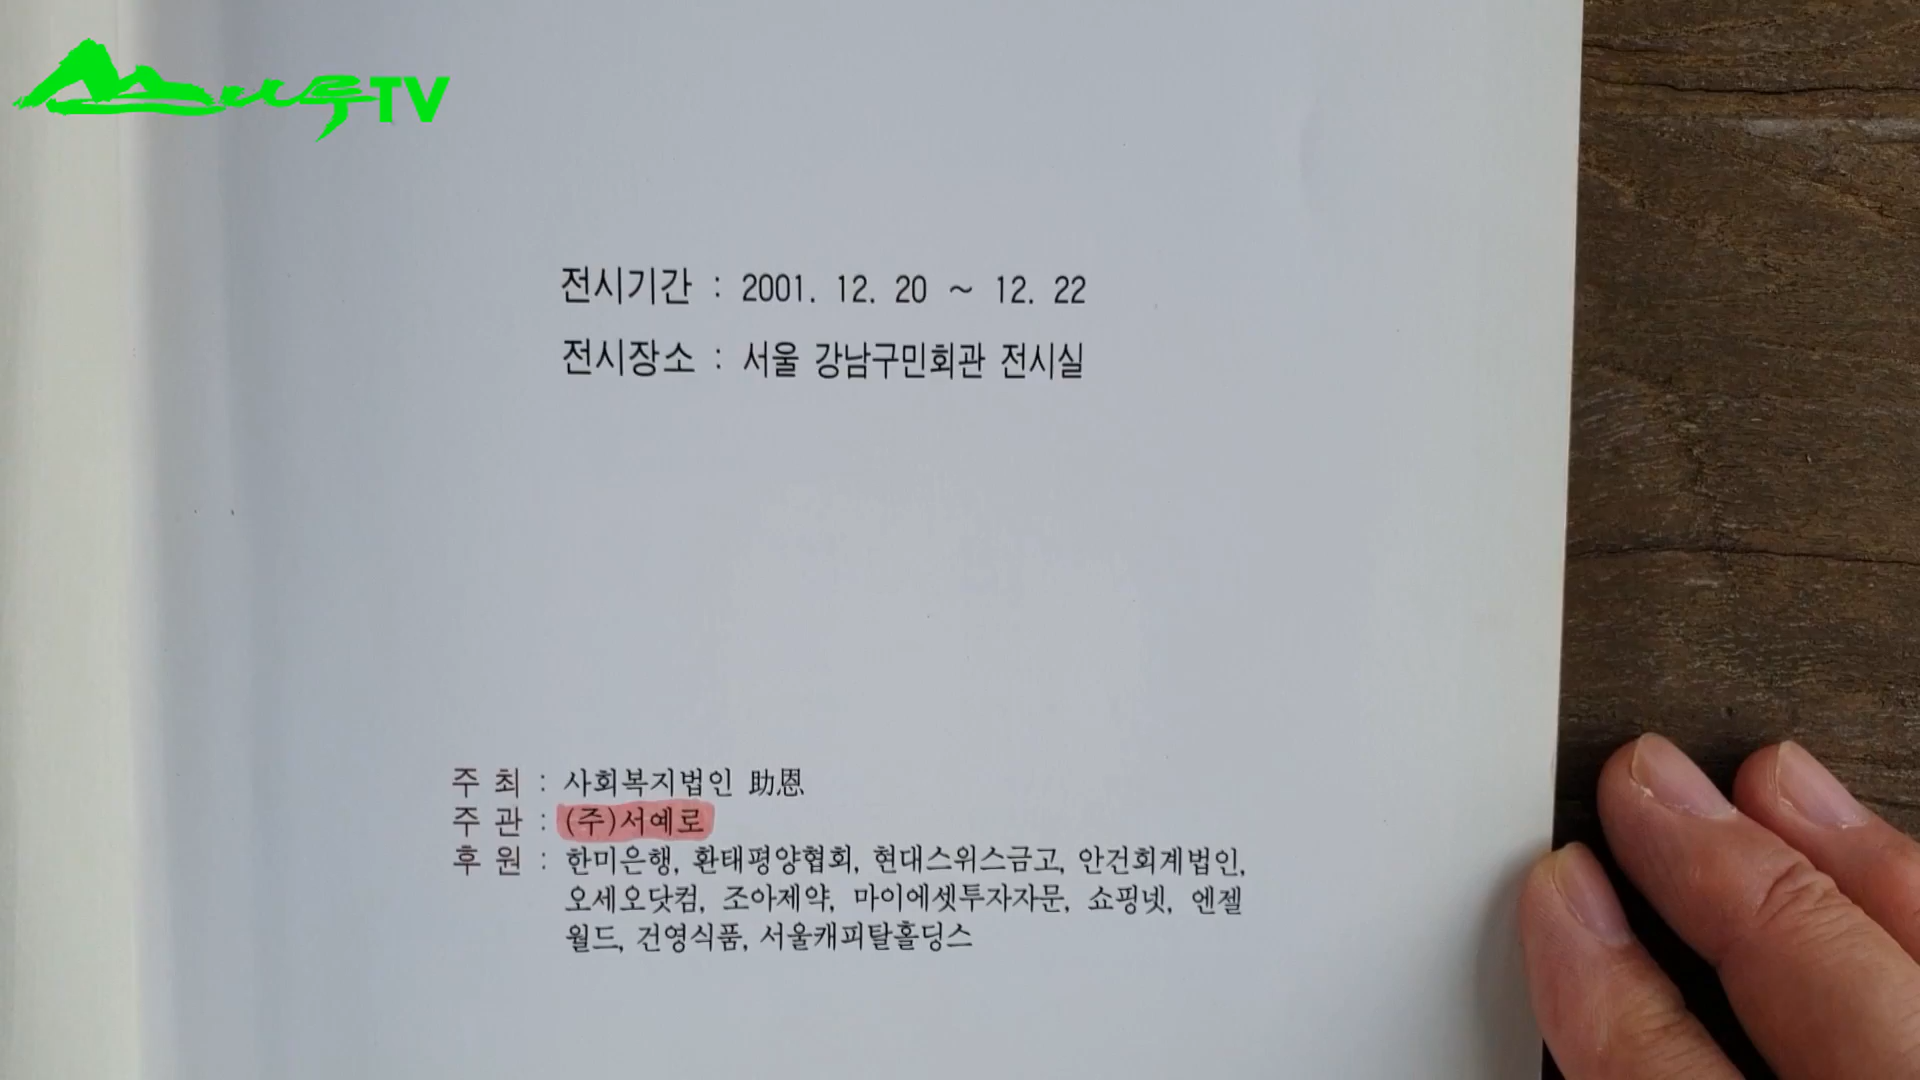 산마루TV
전시기간 : 2001. 12. 20 ~ 12. 22
전시장소 : 서울 강남구민회관 전시실
주 최 : 사회복지법인 助恩
주 관 : (주)서예로
후 원 : 한미은행, 환태평양협회, 현대스위스금고, 안건회계법인,
오세오닷컴, 조아제약, 마이에셋투자자문, 쇼핑넷, 엔젤
월드, 건영식품, 서울캐피탈홀딩스